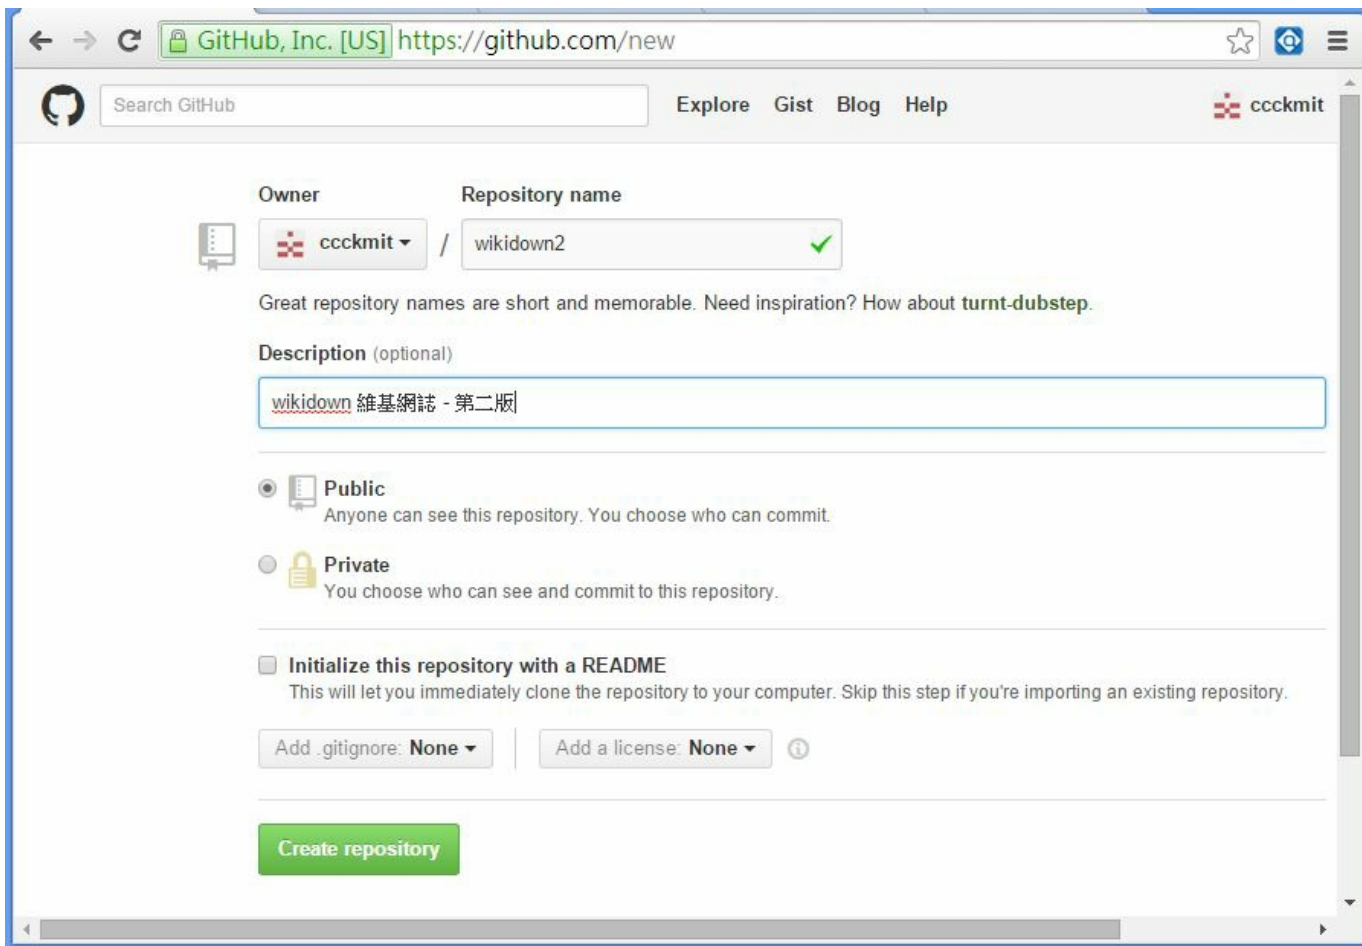 GitHub, Inc. [US] https://github.com/new
Search GitHub Explore Gist Blog Help ccckmit
Owner Repository name
ccckmit / wikidown2
Great repository names are short and memorable. Need inspiration? How about turnt-dubstep.
Description (optional)
wikidown 維基網誌 - 第二版
Public
Anyone can see this repository. You choose who can commit.
Private
You choose who can see and commit to this repository.
Initialize this repository with a README
This will let you immediately clone the repository to your computer. Skip this step if you're importing an existing repository.
Add .gitignore: None Add a license: None
Create repository